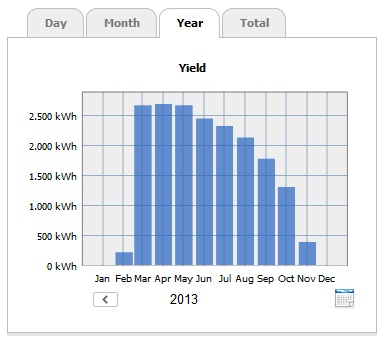 Day Month Year Total
Yield
2.500 kWh
2.000 kWh
1.500 kWh
1.000 kWh
500 kWh
0 kWh
Jan Feb Mar Apr May Jun Jul Aug Sep Oct Nov Dec
2013